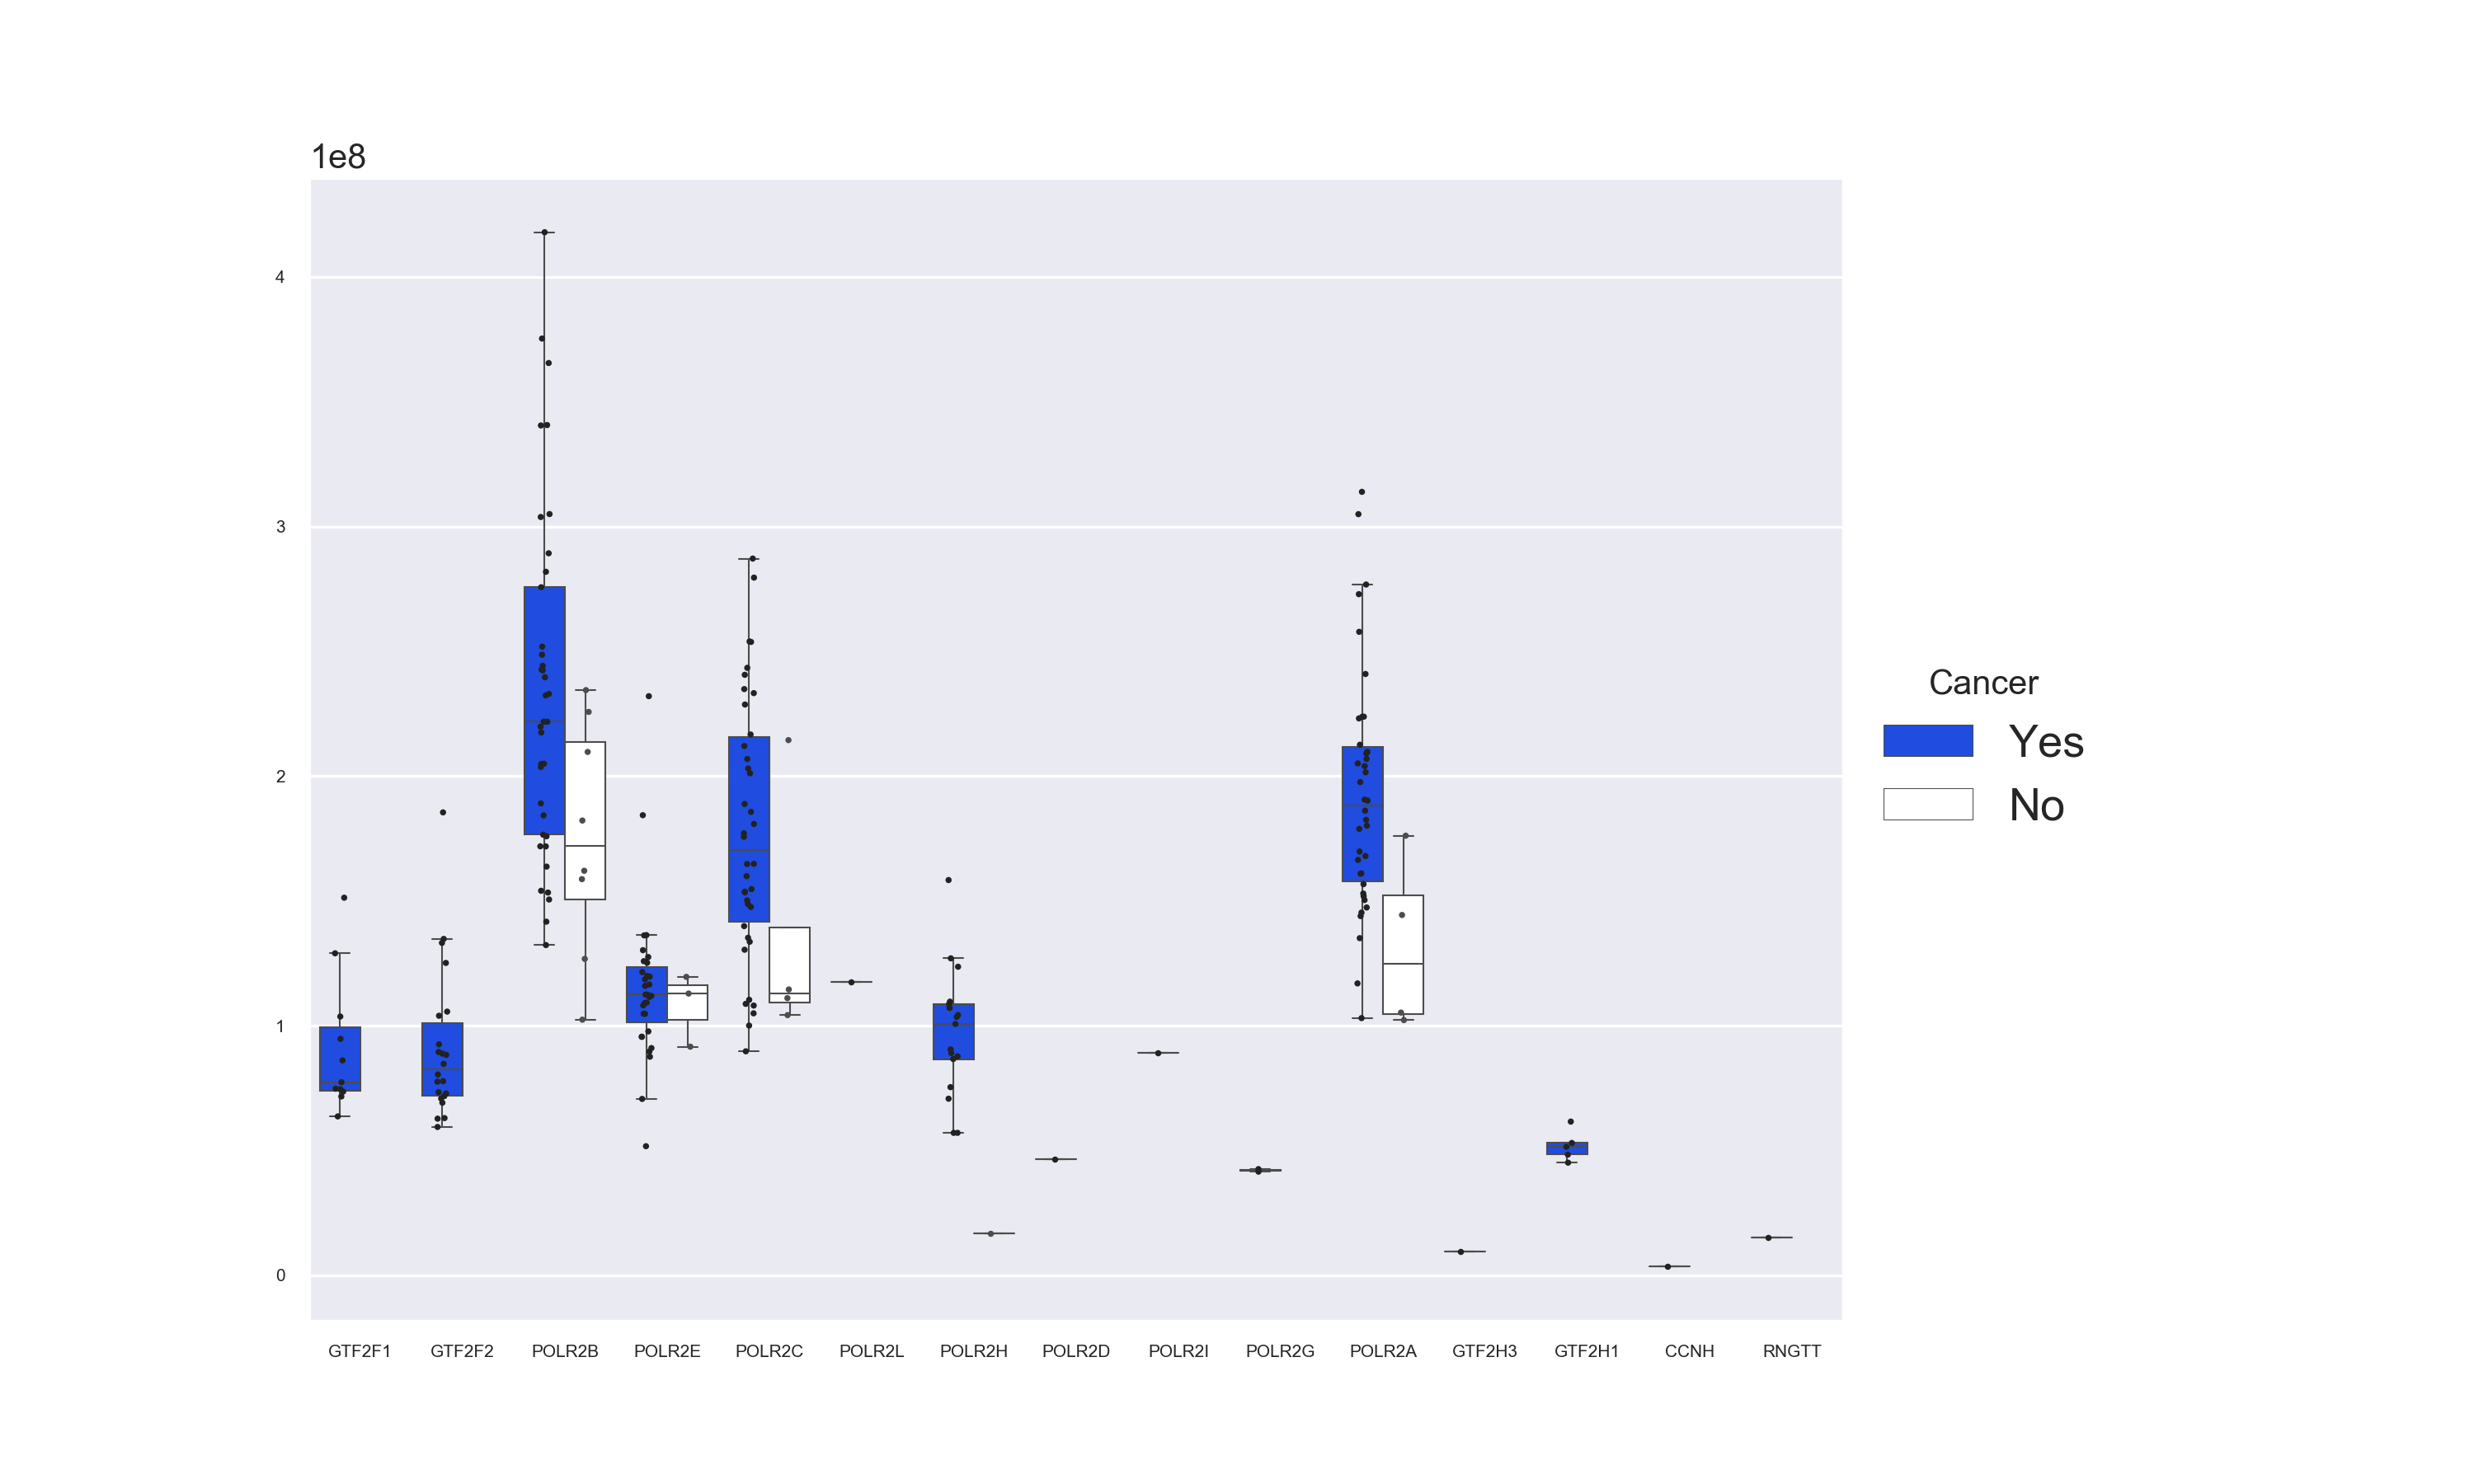 1e8
4
3
2
1
0
GTF2F1 GTF2F2 POLR2B POLR2E POLR2C POLR2L POLR2H POLR2D POLR2I POLR2G POLR2A GTF2H3 GTF2H1 CCNH RNGTT
Cancer
Yes
No